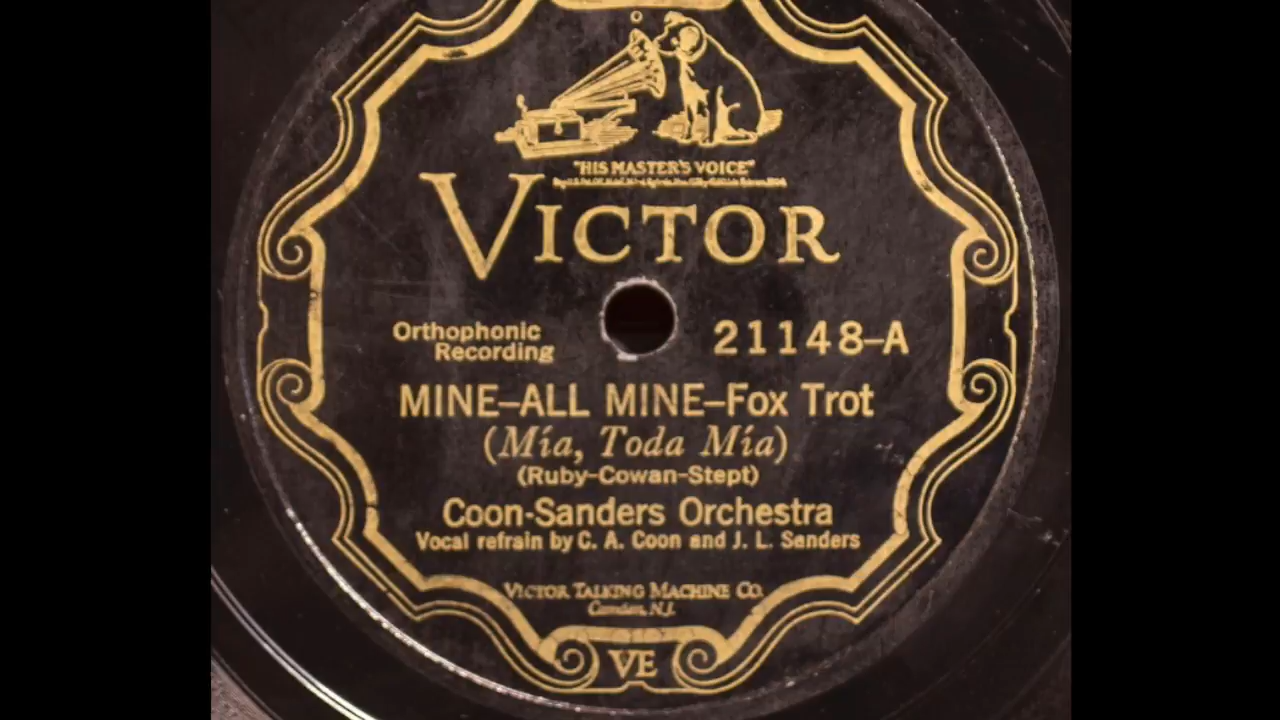 "HIS MASTER'S VOICE"
VICTOR
Orthophonic
Recording
21148-A
MINE-ALL MINE-Fox Trot
(Mía, Toda Mía)
(Ruby-Cowan-Stept)
Coon-Sanders Orchestra
Vocal refrain by C. A. Coon and J. L. Sanders
VICTOR TALKING MACHINE CO.
Camden, N.J.
VE